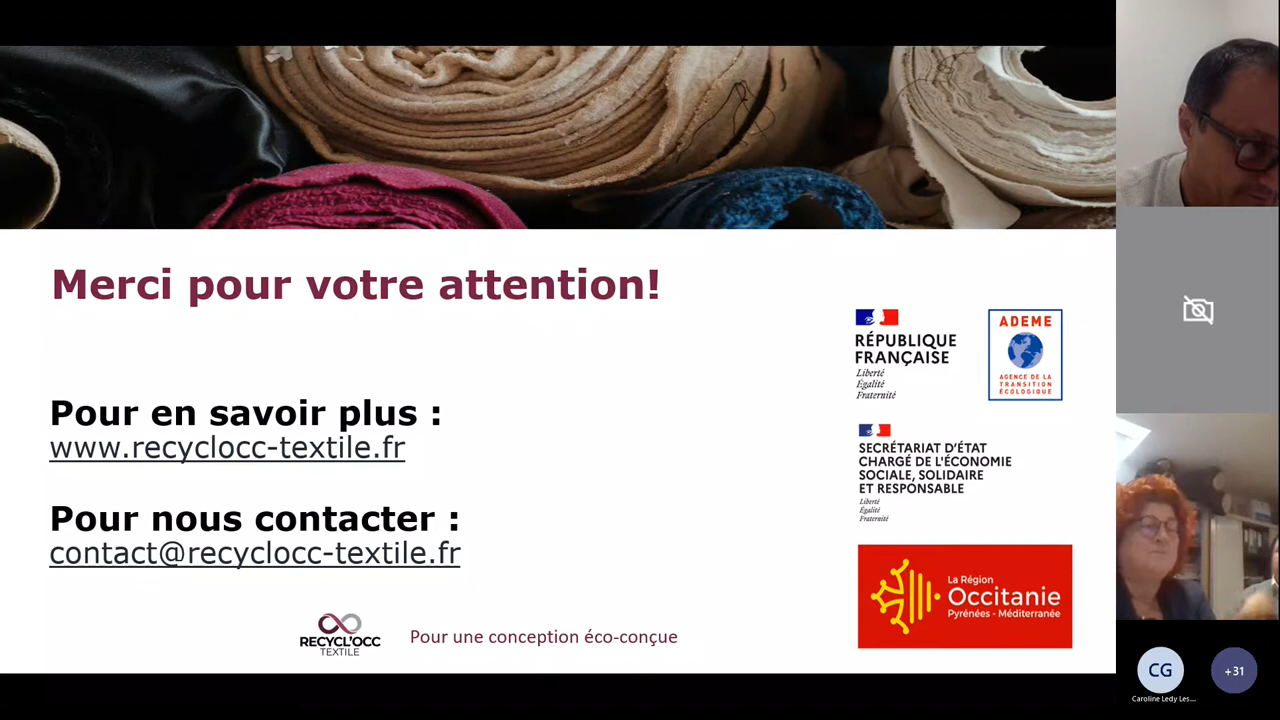 Merci pour votre attention!
Pour en savoir plus :
www.recyclocc-textile.fr
Pour nous contacter :
contact@recyclocc-textile.fr
RECYCL'OCC
TEXTILE
Pour une conception éco-conçue
RÉPUBLIQUE
FRANÇAISE
Liberté
Égalité
Fraternité
ADEME
AGENCE DE LA
TRANSITION
ÉCOLOGIQUE
SECRÉTARIAT D'ÉTAT
CHARGÉ DE L'ÉCONOMIE
SOCIALE, SOLIDAIRE
ET RESPONSABLE
Liberté
Égalité
Fraternité
La Région
Occitanie
Pyrénées - Méditerranée
CG
+31
Caroline Ledy Les...